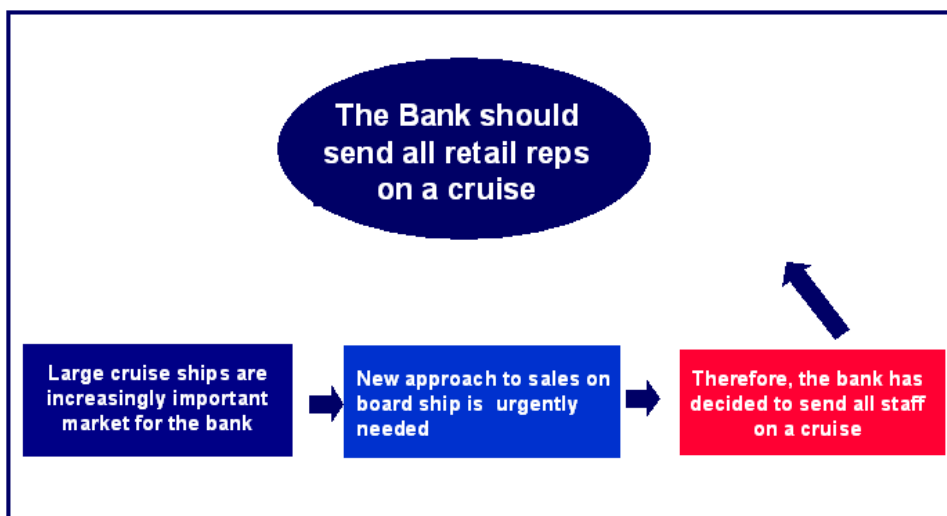 The Bank should
send all retail reps
on a cruise
Large cruise ships are
increasingly important
market for the bank
New approach to sales on
board ship is urgently
needed
Therefore, the bank has
decided to send all staff
on a cruise